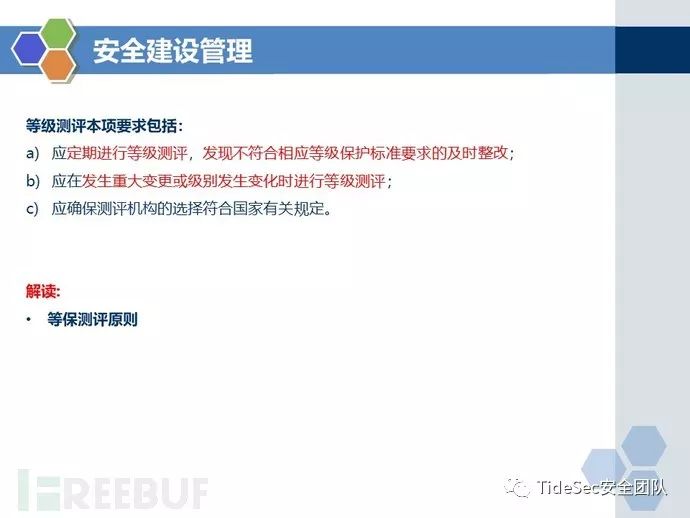 安全建设管理
等级测评本项要求包括：
a) 应定期进行等级测评，发现不符合相应等级保护标准要求的及时整改；
b) 应在发生重大变更或级别发生变化时进行等级测评；
c) 应确保测评机构的选择符合国家有关规定。
解读:
• 等保测评原则
FREEBUF
TideSec安全团队